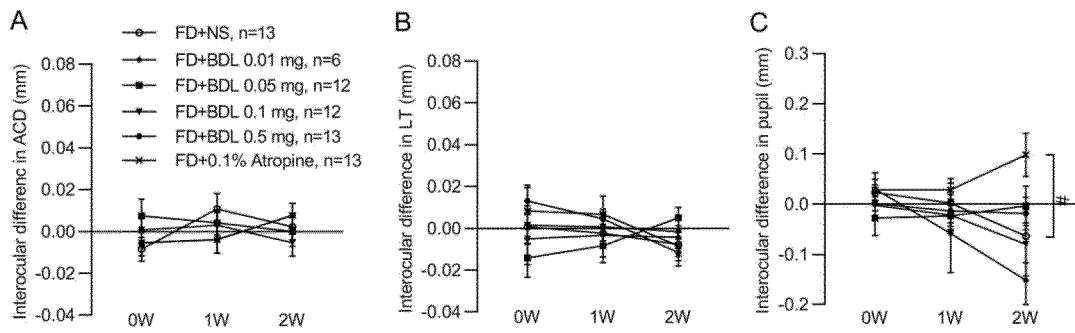 A
FD+NS, n=13
FD+BDL 0.01 mg, n=6
FD+BDL 0.05 mg, n=12
FD+BDL 0.1 mg, n=12
FD+BDL 0.5 mg, n=13
FD+0.1% Atropine, n=13
Interocular differenc in ACD (mm)
0.08
0.06
0.04
0.02
0.00
-0.02
-0.04
0W 1W 2W
B
Interocular difference in LT (mm)
0.08
0.06
0.04
0.02
0.00
-0.02
-0.04
0W 1W 2W
C
Interocular difference in pupil (mm)
0.3
0.2
0.1
0.0
-0.1
-0.2
0W 1W 2W
#